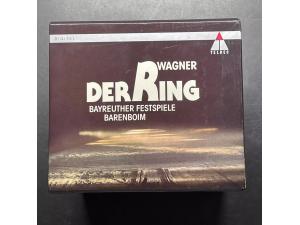 WAGNER
TELDEC
DER RING
BAYREUTHER FESTSPIELE
BARENBOIM